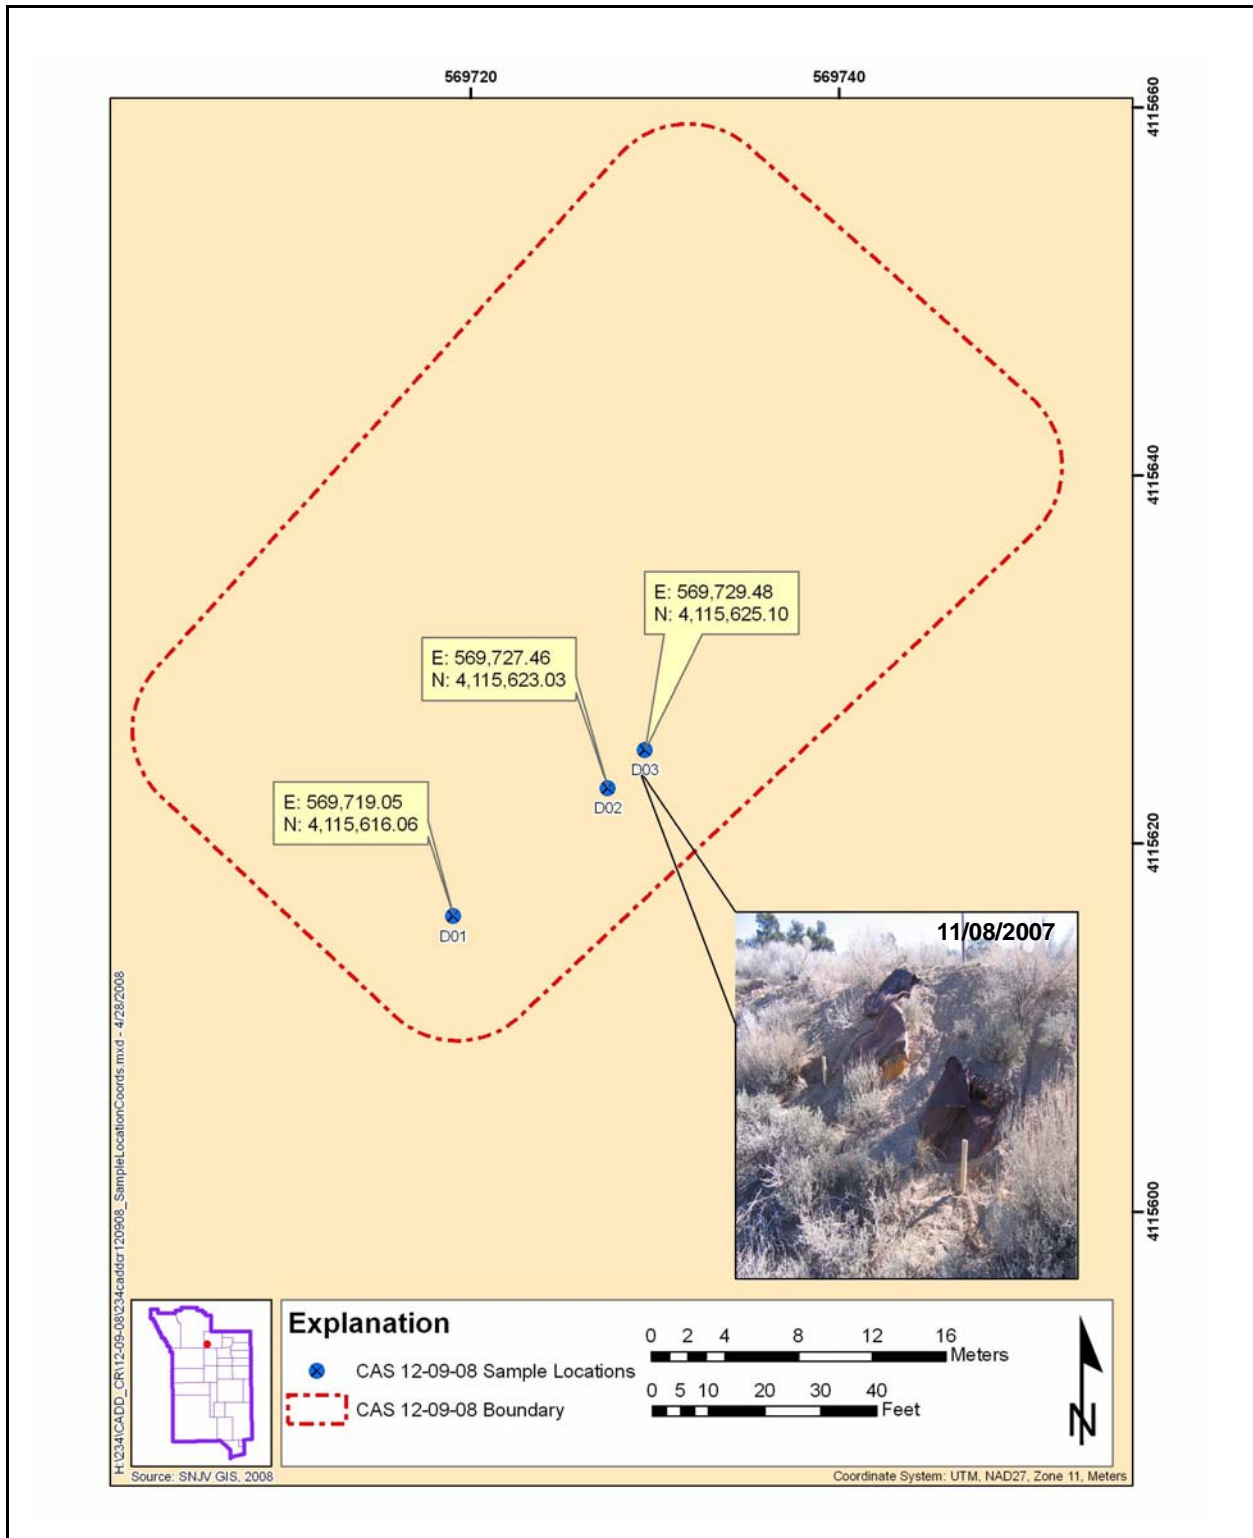 569720
569740
4115660
4115640
E: 569,729.48
N: 4,115,625.10
E: 569,727.46
N: 4,115,623.03
D03
D02
E: 569,719.05
N: 4,115,616.06
4115620
D01
11/08/2007
4115600
H:\234\CADD_CR\12-09-08\234caddcr120908_SampleLocationCoords.mxd - 4/28/2008
Explanation
CAS 12-09-08 Sample Locations
CAS 12-09-08 Boundary
0 2 4 8 12 16
Meters
0 5 10 20 30 40
Feet
N
Source: SNJV GIS, 2008
Coordinate System: UTM, NAD27, Zone 11, Meters